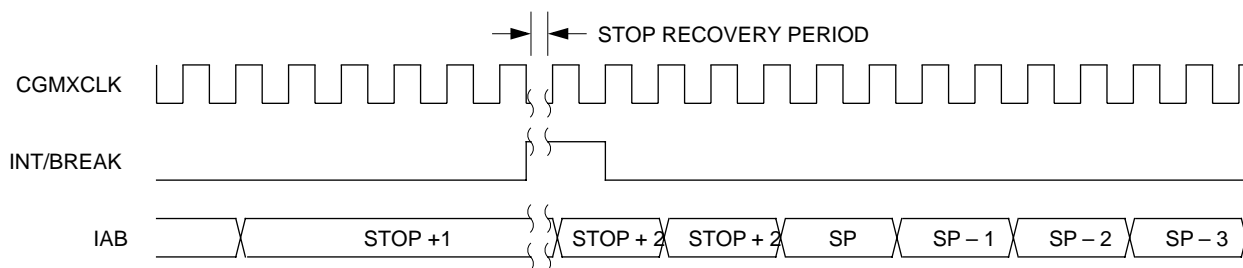 STOP RECOVERY PERIOD
CGMXCLK
INT/BREAK
IAB STOP +1 STOP + 2 STOP + 2 SP SP – 1 SP – 2 SP – 3